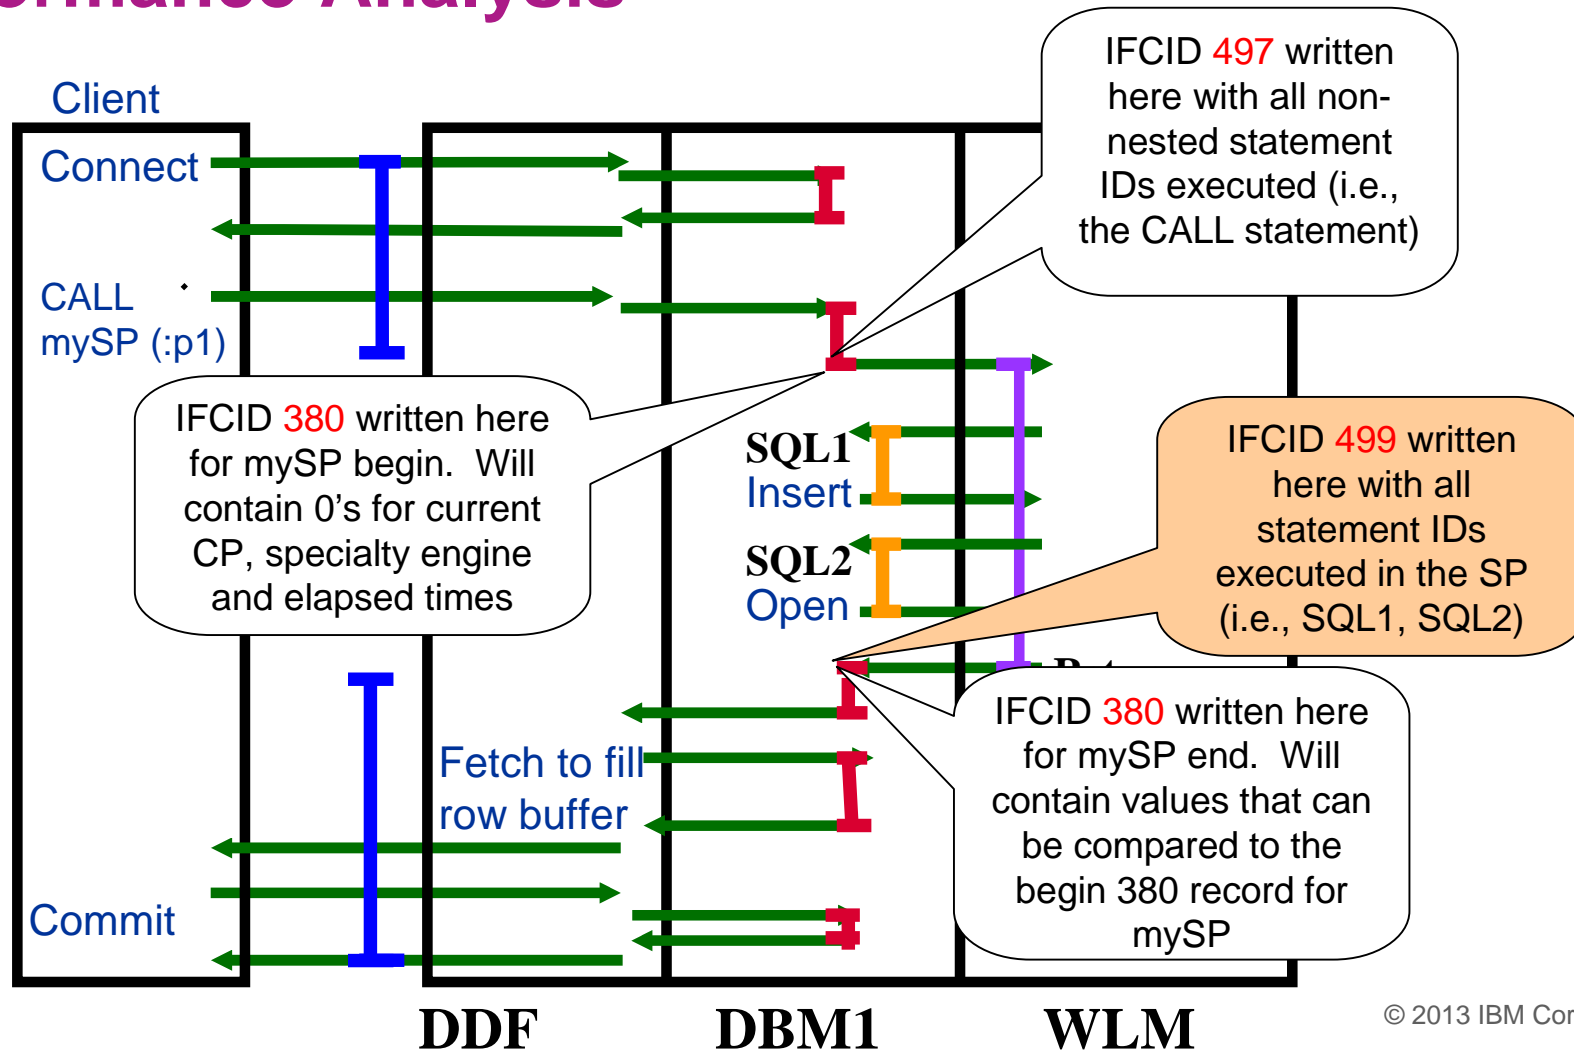 Analysis
Client
Connect
CALL
mySP (:p1)
IFCID 497 written
here with all non-
nested statement
IDs executed (i.e.,
the CALL statement)
IFCID 380 written here
for mySP begin.  Will
contain 0's for current
CP, specialty engine
and elapsed times
SQL1
Insert
SQL2
Open
IFCID 499 written
here with all
statement IDs
executed in the SP
(i.e., SQL1, SQL2)
IFCID 380 written here
for mySP end.  Will
contain values that can
be compared to the
begin 380 record for
mySP
Fetch to fill
row buffer
Commit
DDF
DBM1
WLM
© 2013 IBM